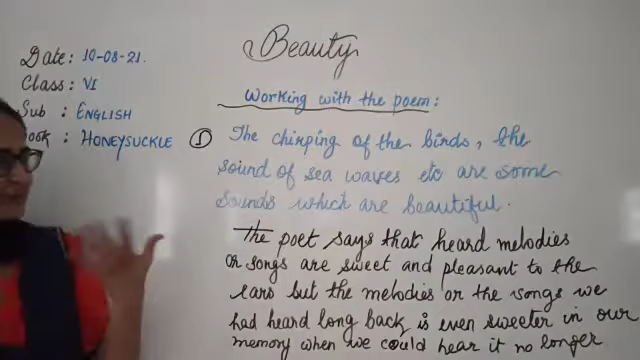 Beauty
Date: 10-08-21.
Class: VI
Sub : ENGLISH
ook : HONEYSUCKLE
Working with the poem:
① The chirping of the birds, the
sound of sea waves etc are some
sounds which are beautiful.
The poet says that heard melodies
or songs are sweet and pleasant to the
ears but the melodies or the songs we
had heard long back is even sweeter in our
memory when we could hear it no longer